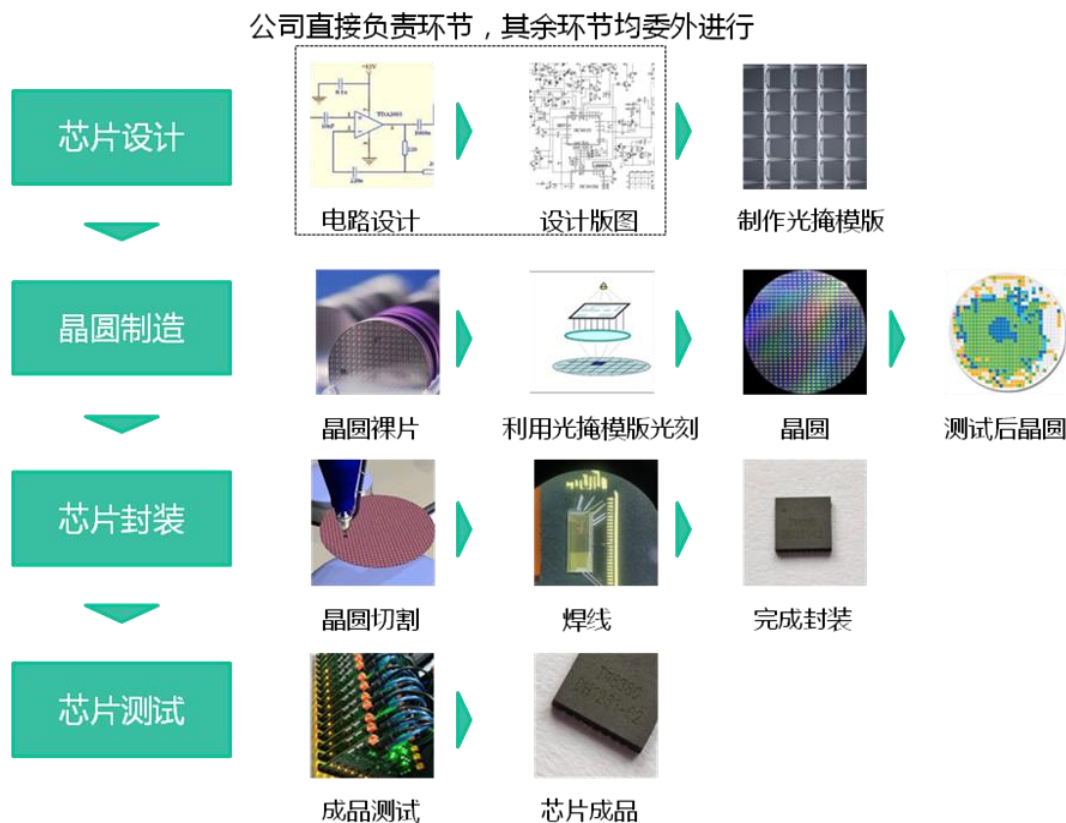 公司直接负责环节，其余环节均委外进行
芯片设计
电路设计
设计版图
制作光掩模版
晶圆制造
晶圆裸片
利用光掩模版光刻
晶圆
测试后晶圆
芯片封装
晶圆切割
焊线
完成封装
芯片测试
成品测试
芯片成品